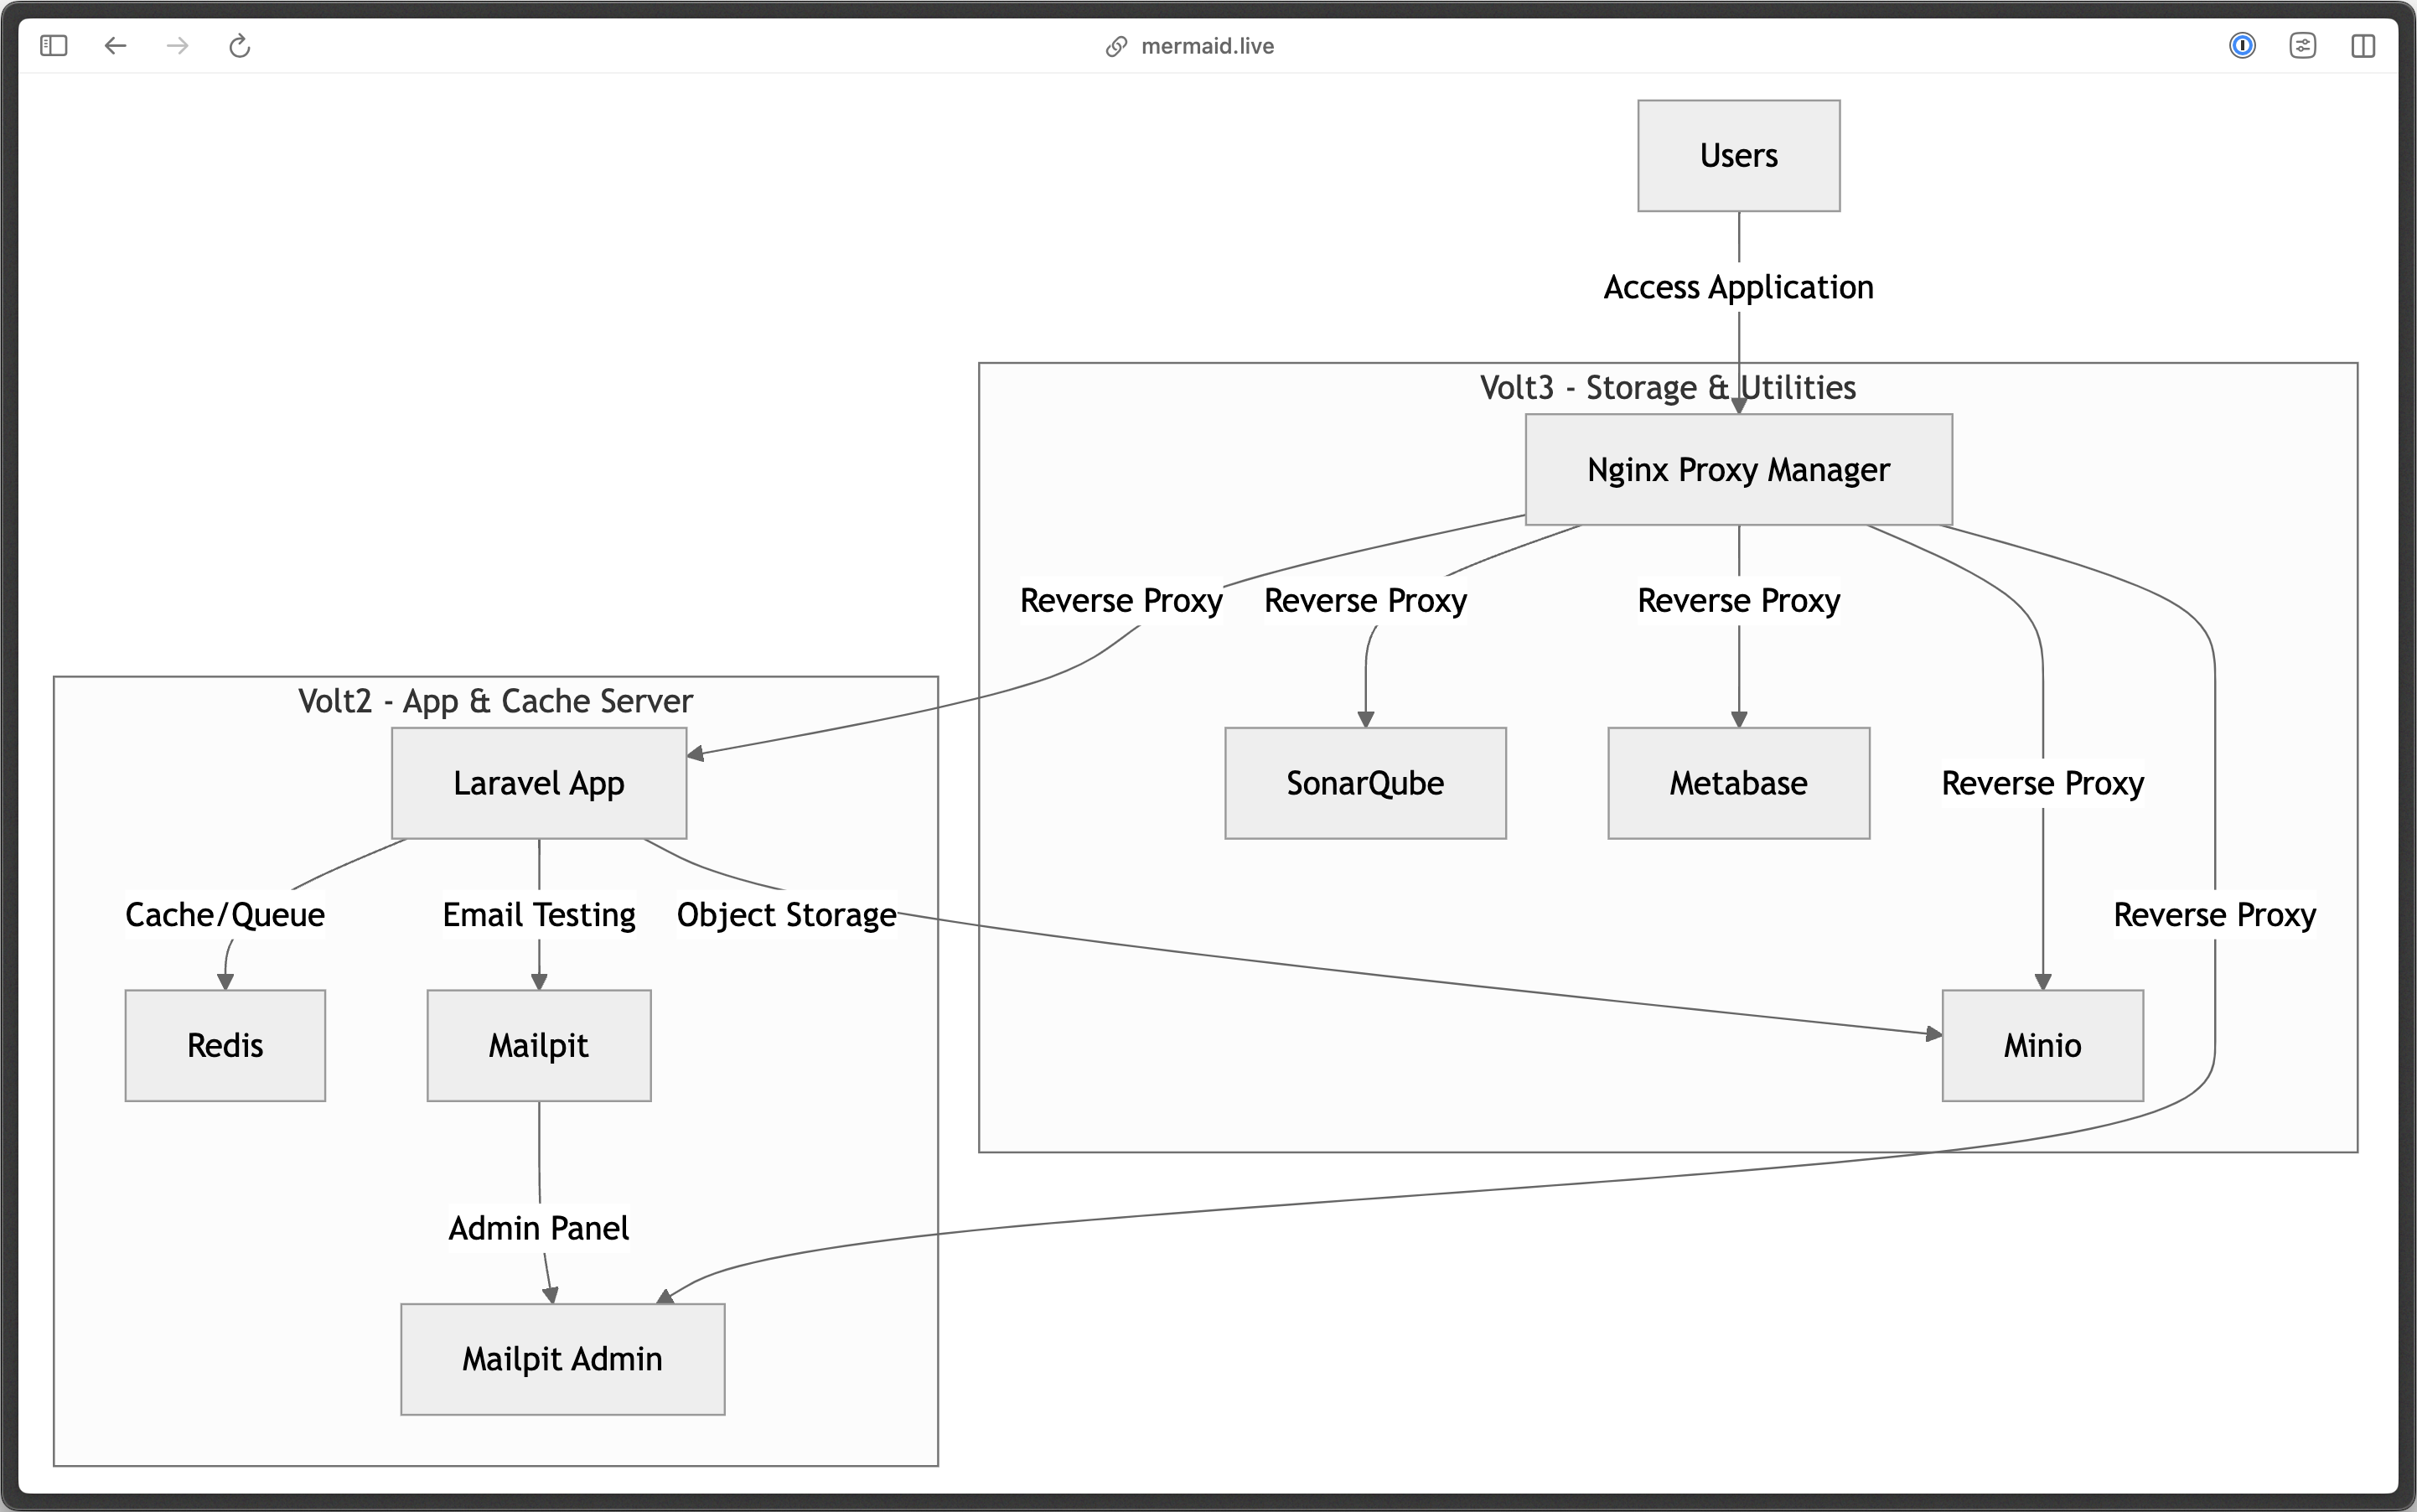 mermaid.live
Users
Access Application
Volt3 - Storage & Utilities
Nginx Proxy Manager
Reverse Proxy
Reverse Proxy
Reverse Proxy
Volt2 - App & Cache Server
Laravel App
SonarQube
Metabase
Reverse Proxy
Cache/Queue
Email Testing
Object Storage
Reverse Proxy
Redis
Mailpit
Minio
Admin Panel
Mailpit Admin